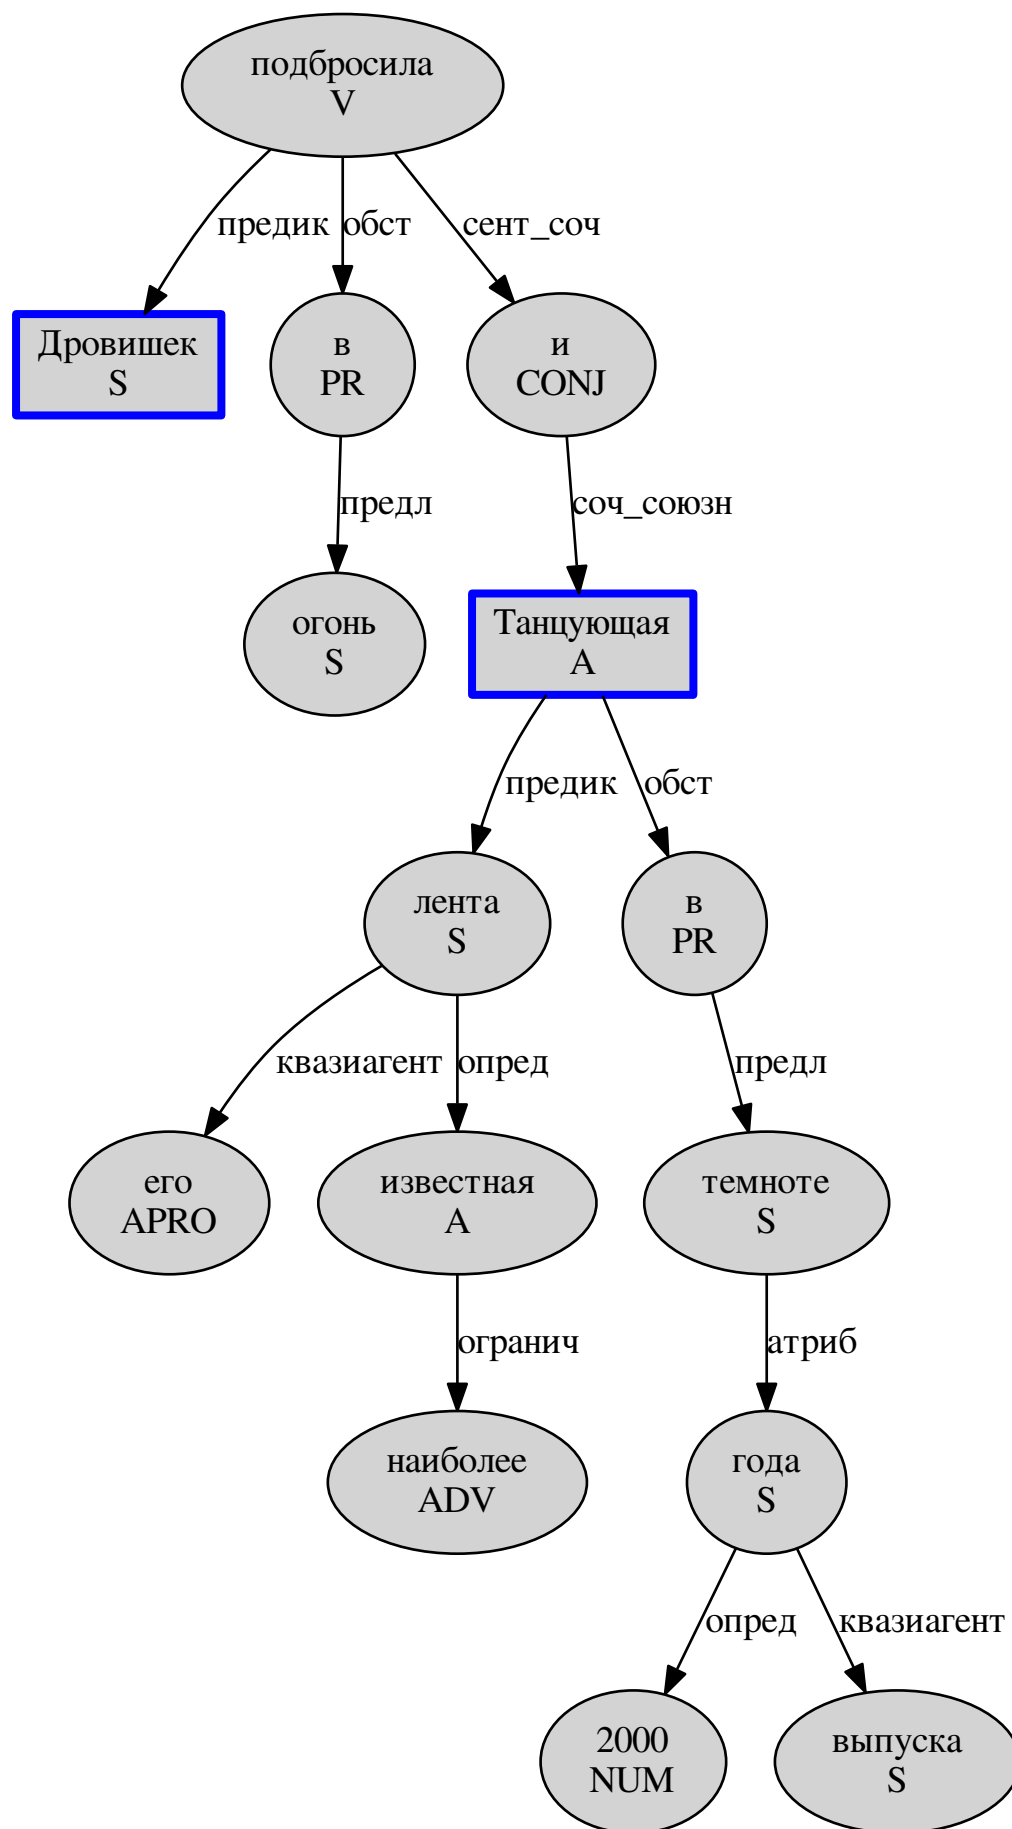 подбросила
V
предик обст сент_соч
Дровишек
S
в
PR
и
CONJ
предл соч_союзн
огонь
S
Танцующая
A
предик обст
лента
S
в
PR
квазиагент опред предл
его
APRO
известная
A
темноте
S
огранич атриб
наиболее
ADV
года
S
опред квазиагент
2000
NUM
выпуска
S